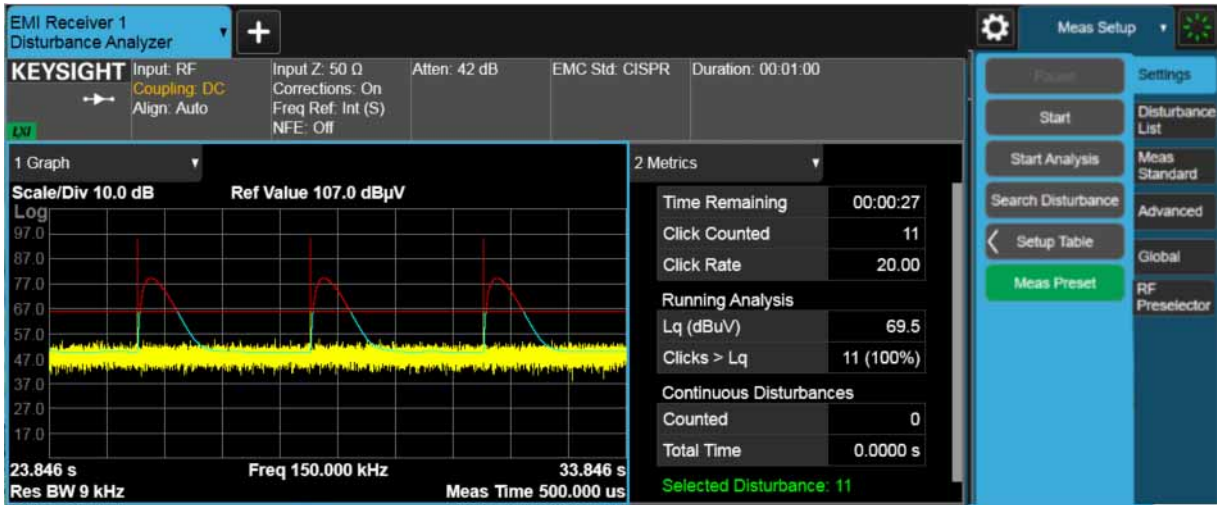 EMI Receiver 1
Disturbance Analyzer
+
Meas Setup
KEYSIGHT
LXI
Input: RF
Coupling: DC
Align: Auto
Input Z: 50 Ω
Corrections: On
Freq Ref: Int (S)
NFE: Off
Atten: 42 dB
EMC Std: CISPR
Duration: 00:01:00
1 Graph
Scale/Div 10.0 dB
Ref Value 107.0 dBµV
Log
97.0
87.0
77.0
67.0
57.0
47.0
37.0
27.0
17.0
23.846 s
Freq 150.000 kHz
33.846 s
Res BW 9 kHz
Meas Time 500.000 us
2 Metrics
Time Remaining 00:00:27
Click Counted 11
Click Rate 20.00
Running Analysis
Lq (dBuV) 69.5
Clicks > Lq 11 (100%)
Continuous Disturbances
Counted 0
Total Time 0.0000 s
Selected Disturbance: 11
Pause
Start
Start Analysis
Search Disturbance
Setup Table
Meas Preset
Settings
Disturbance
List
Meas
Standard
Advanced
Global
RF
Preselector